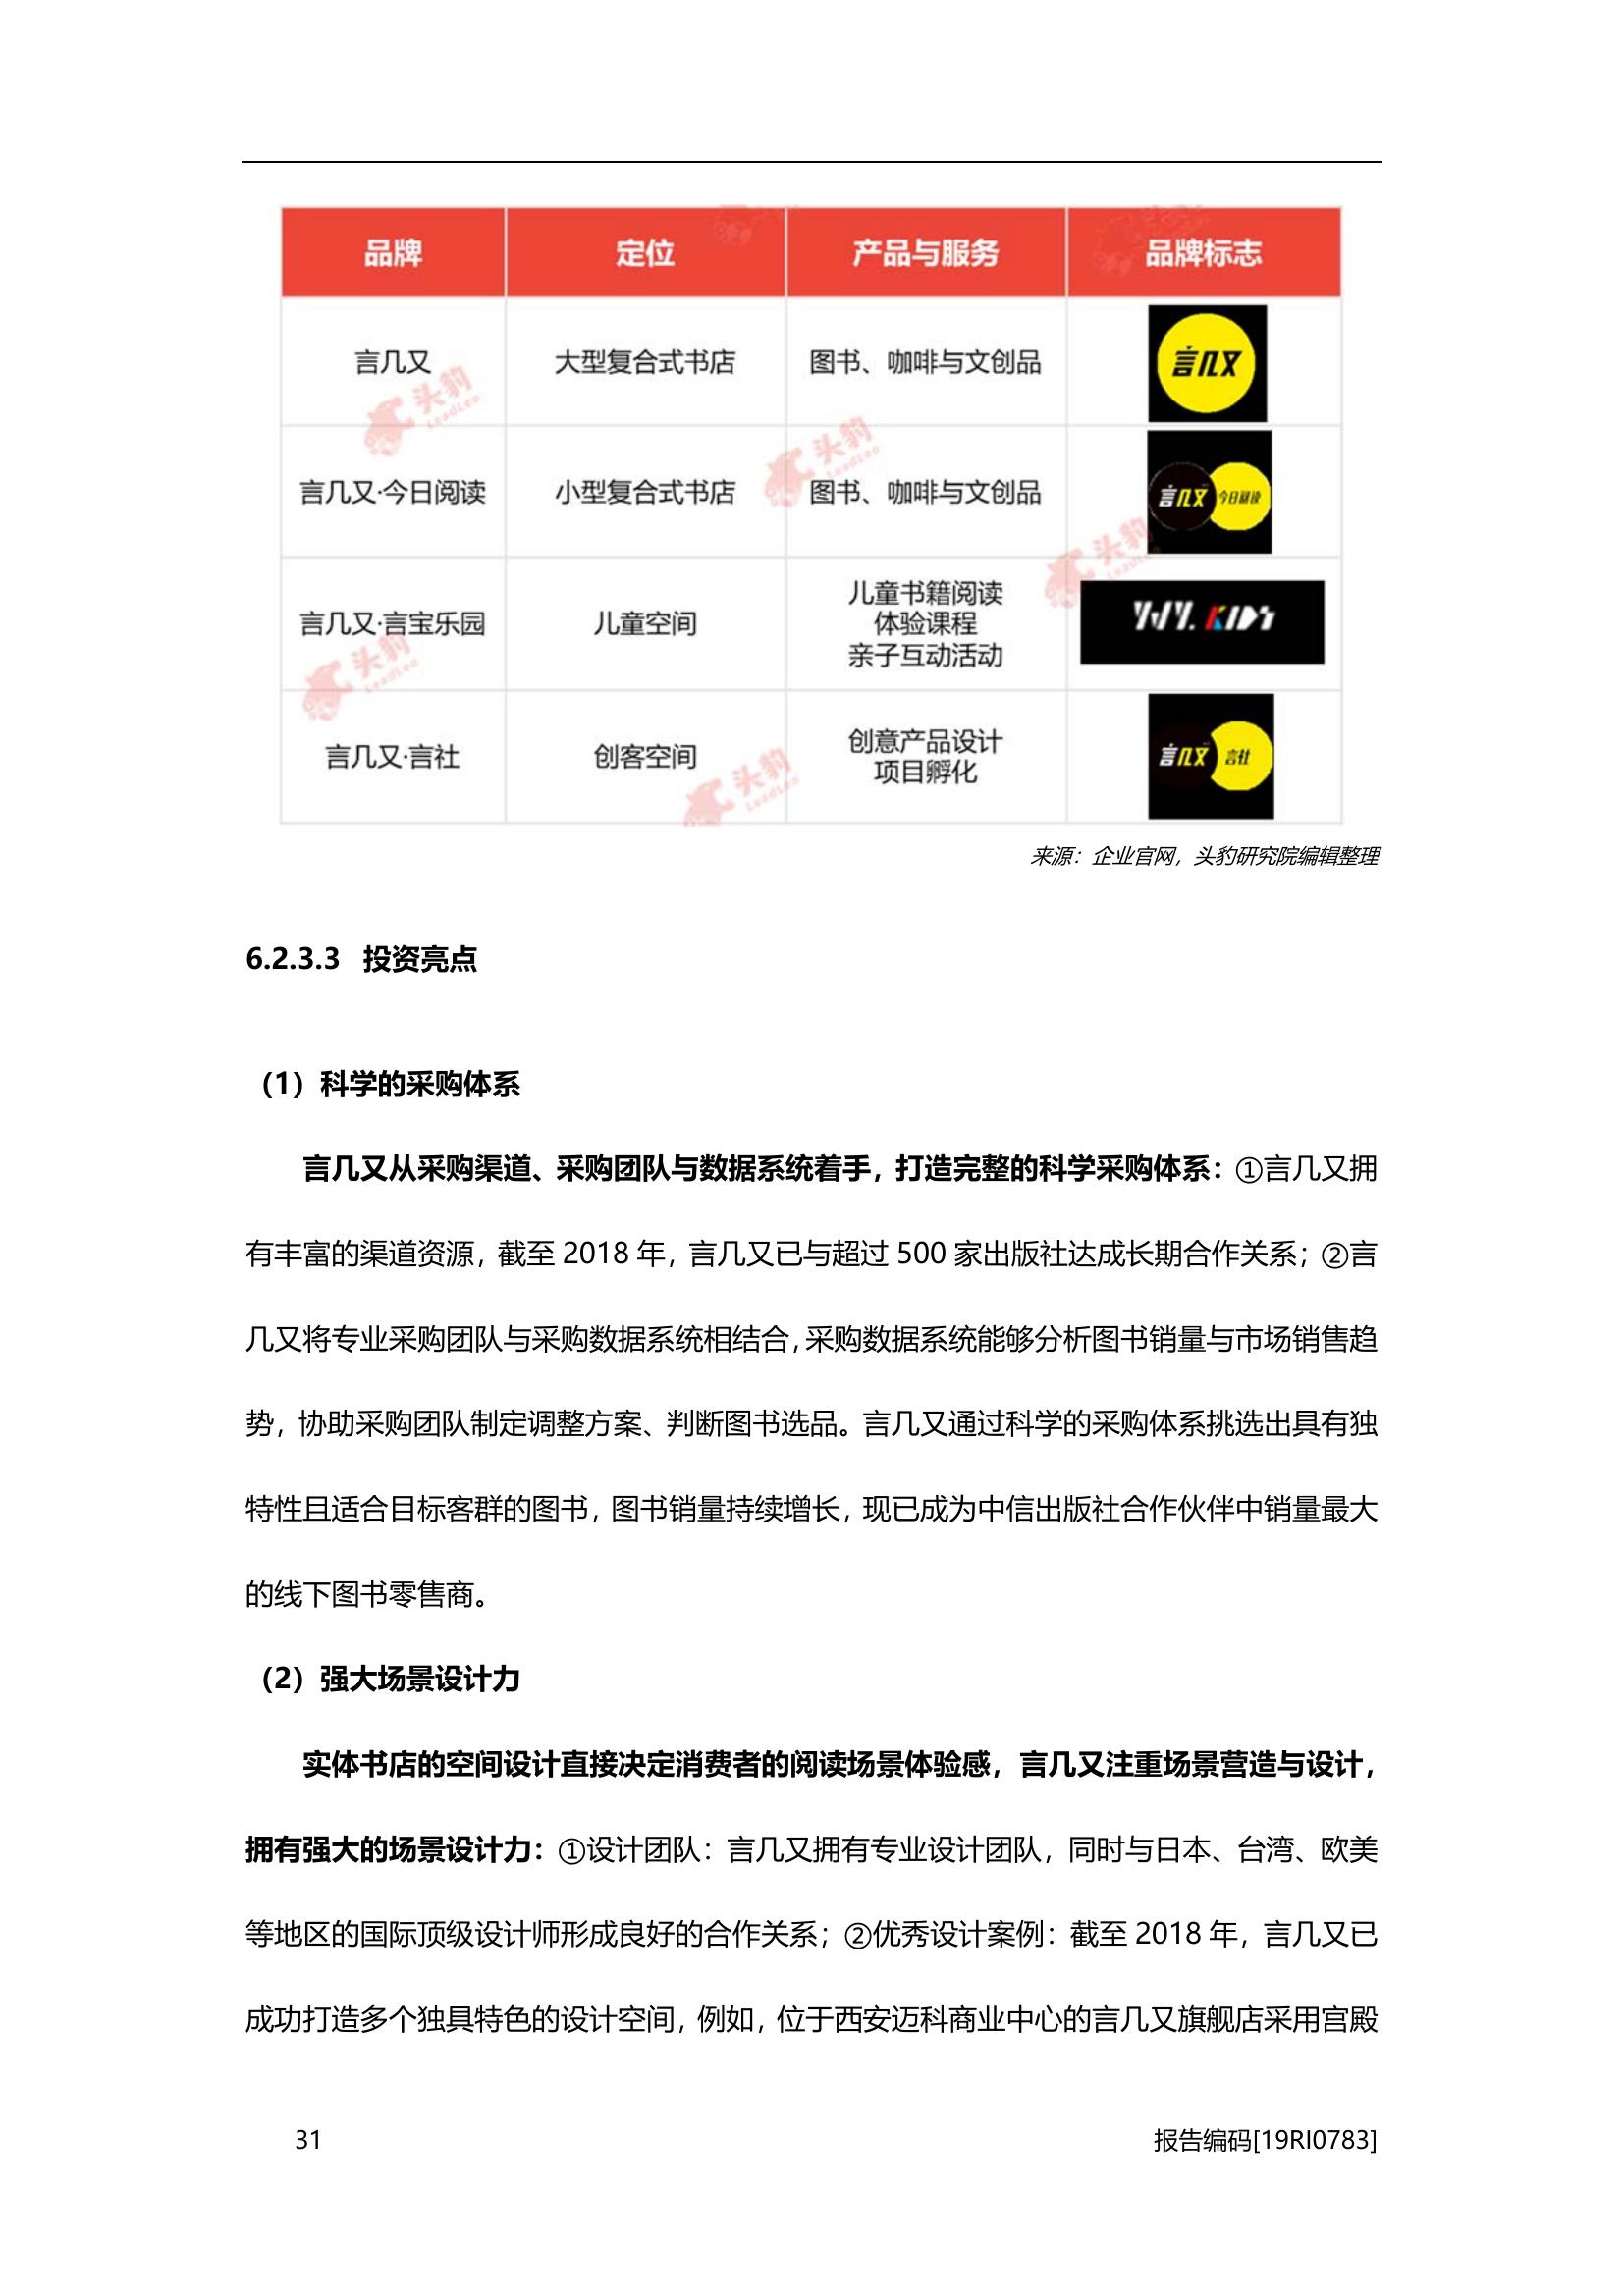 品牌 定位 产品与服务 品牌标志
言几又 大型复合式书店 图书、咖啡与文创品 言几又
言几又·今日阅读 小型复合式书店 图书、咖啡与文创品 言几又 今日阅读
言几又·言宝乐园 儿童空间 儿童书籍阅读
体验课程
亲子互动活动
YJY. KIDS
言几又·言社 创客空间 创意产品设计
项目孵化
言几又 言社
头豹
LeadLeo
头豹
LeadLeo
头豹
LeadLeo
头豹
LeadLeo
头豹
LeadLeo
来源：企业官网，头豹研究院编辑整理
6.2.3.3 投资亮点
（1）科学的采购体系
言几又从采购渠道、采购团队与数据系统着手，打造完整的科学采购体系：①言几又拥
有丰富的渠道资源，截至 2018 年，言几又已与超过 500 家出版社达成长期合作关系；②言
几又将专业采购团队与采购数据系统相结合，采购数据系统能够分析图书销量与市场销售趋
势，协助采购团队制定调整方案、判断图书选品。言几又通过科学的采购体系挑选出具有独
特性且适合目标客群的图书，图书销量持续增长，现已成为中信出版社合作伙伴中销量最大
的线下图书零售商。
（2）强大场景设计力
实体书店的空间设计直接决定消费者的阅读场景体验感，言几又注重场景营造与设计，
拥有强大的场景设计力：①设计团队：言几又拥有专业设计团队，同时与日本、台湾、欧美
等地区的国际顶级设计师形成良好的合作关系；②优秀设计案例：截至 2018 年，言几又已
成功打造多个独具特色的设计空间，例如，位于西安迈科商业中心的言几又旗舰店采用宫殿
31 报告编码[19RI0783]